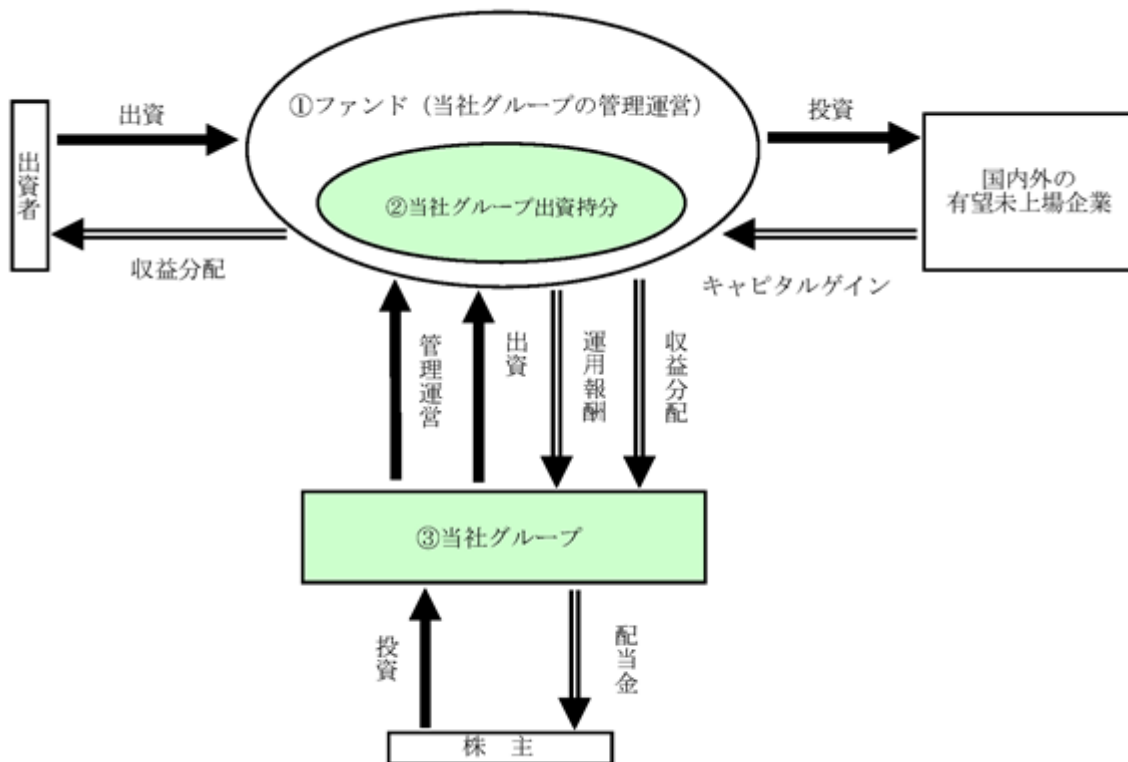 ①ファンド（当社グループの管理運営）
出資
投資
出資者
国内外の
有望未上場企業
②当社グループ出資持分
収益分配
キャピタルゲイン
管理運営
出資
運用報酬
収益分配
③当社グループ
投資
配当金
株 主